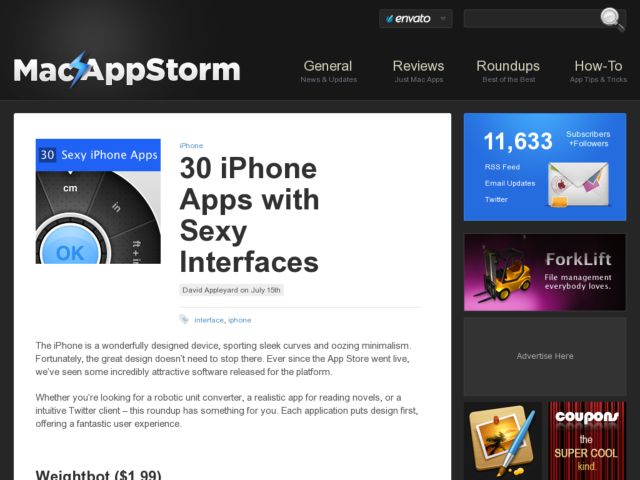 envato
Mac AppStorm
General
News & Updates
Reviews
Just Mac Apps
Roundups
Best of the Best
How-To
App Tips & Tricks
30 Sexy iPhone Apps
cm
in
ft + in
OK
iPhone
30 iPhone
Apps with
Sexy
Interfaces
David Appleyard on July 15th
interface, iphone
The iPhone is a wonderfully designed device, sporting sleek curves and oozing minimalism.
Fortunately, the great design doesn't need to stop there. Ever since the App Store went live,
we've seen some incredibly attractive software released for the platform.
Whether you're looking for a robotic unit converter, a realistic app for reading novels, or a
intuitive Twitter client – this roundup has something for you. Each application puts design first,
offering a fantastic user experience.
Weightbot ($1.99)
11,633
Subscribers
+Followers
RSS Feed
Email Updates
Twitter
ForkLift
File management
everybody loves.
Advertise Here
coupons
the
SUPER COOL
kind.